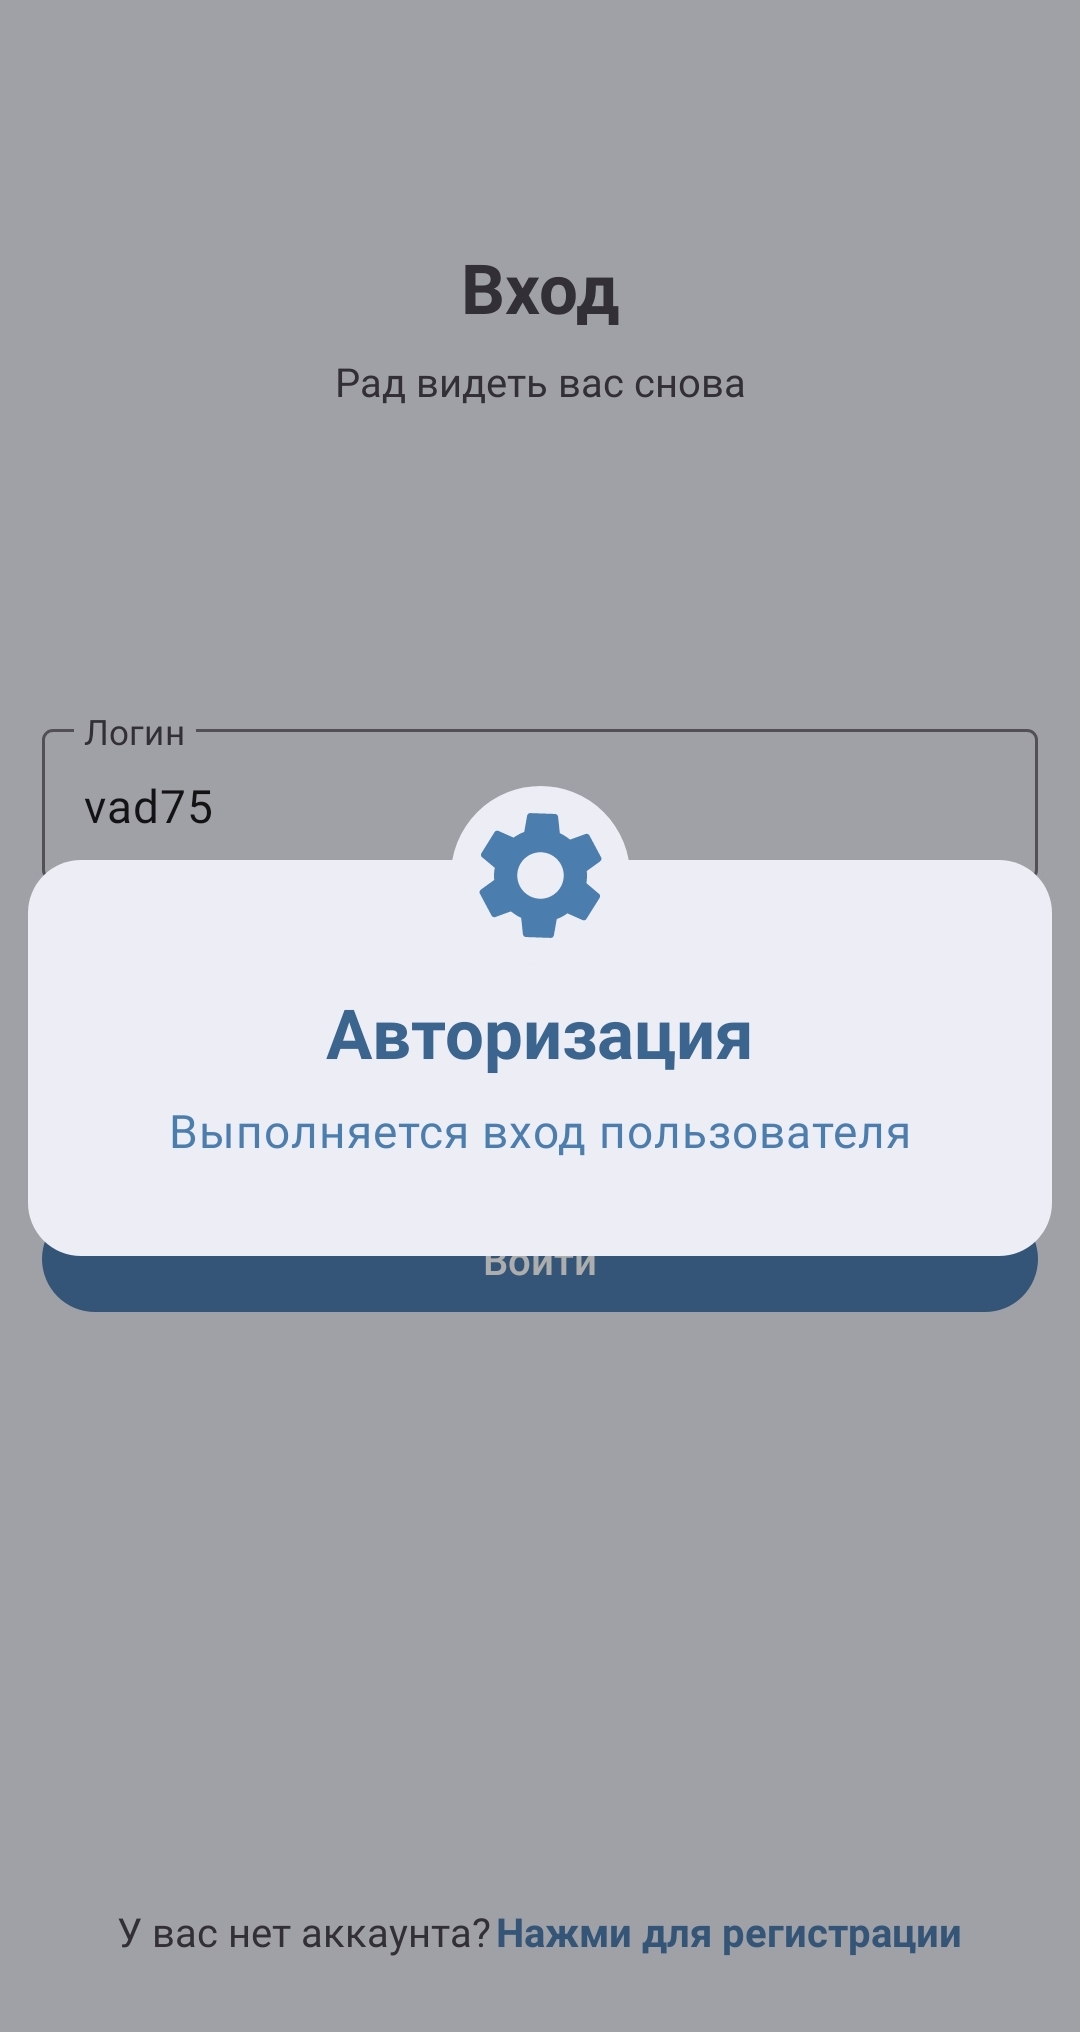 Вход
Рад видеть вас снова
Логин
vad75
Авторизация
Выполняется вход пользователя
Войти
У вас нет аккаунта? Нажми для регистрации